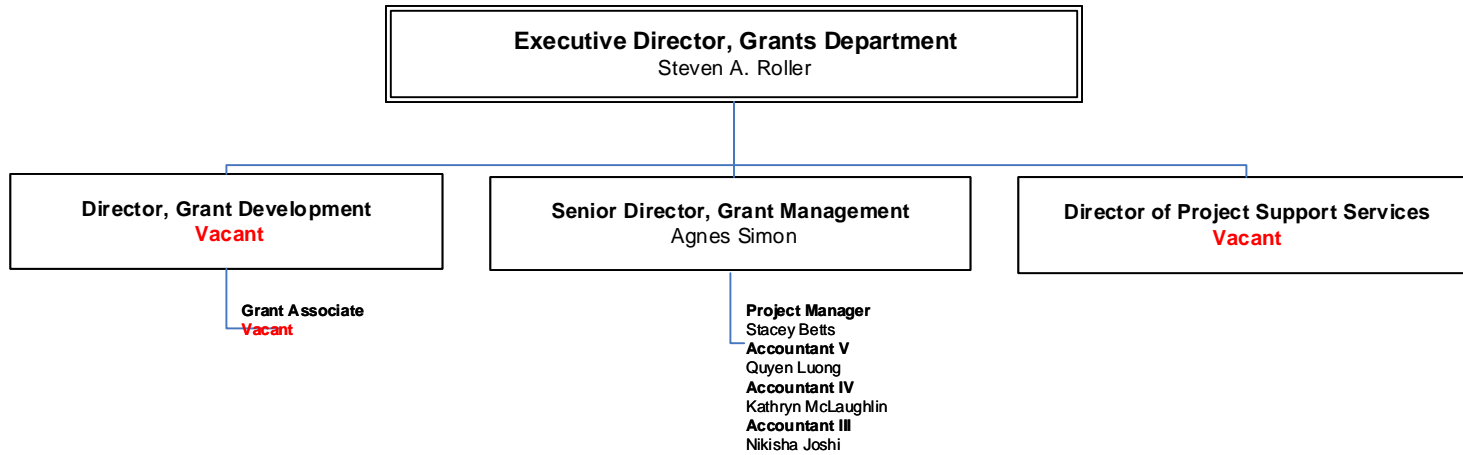 Executive Director, Grants Department
Steven A. Roller
Director, Grant Development
Vacant
Senior Director, Grant Management
Agnes Simon
Director of Project Support Services
Vacant
Grant Associate
Vacant
Project Manager
Stacey Betts
Accountant V
Quyen Luong
Accountant IV
Kathryn McLaughlin
Accountant III
Nikisha Joshi